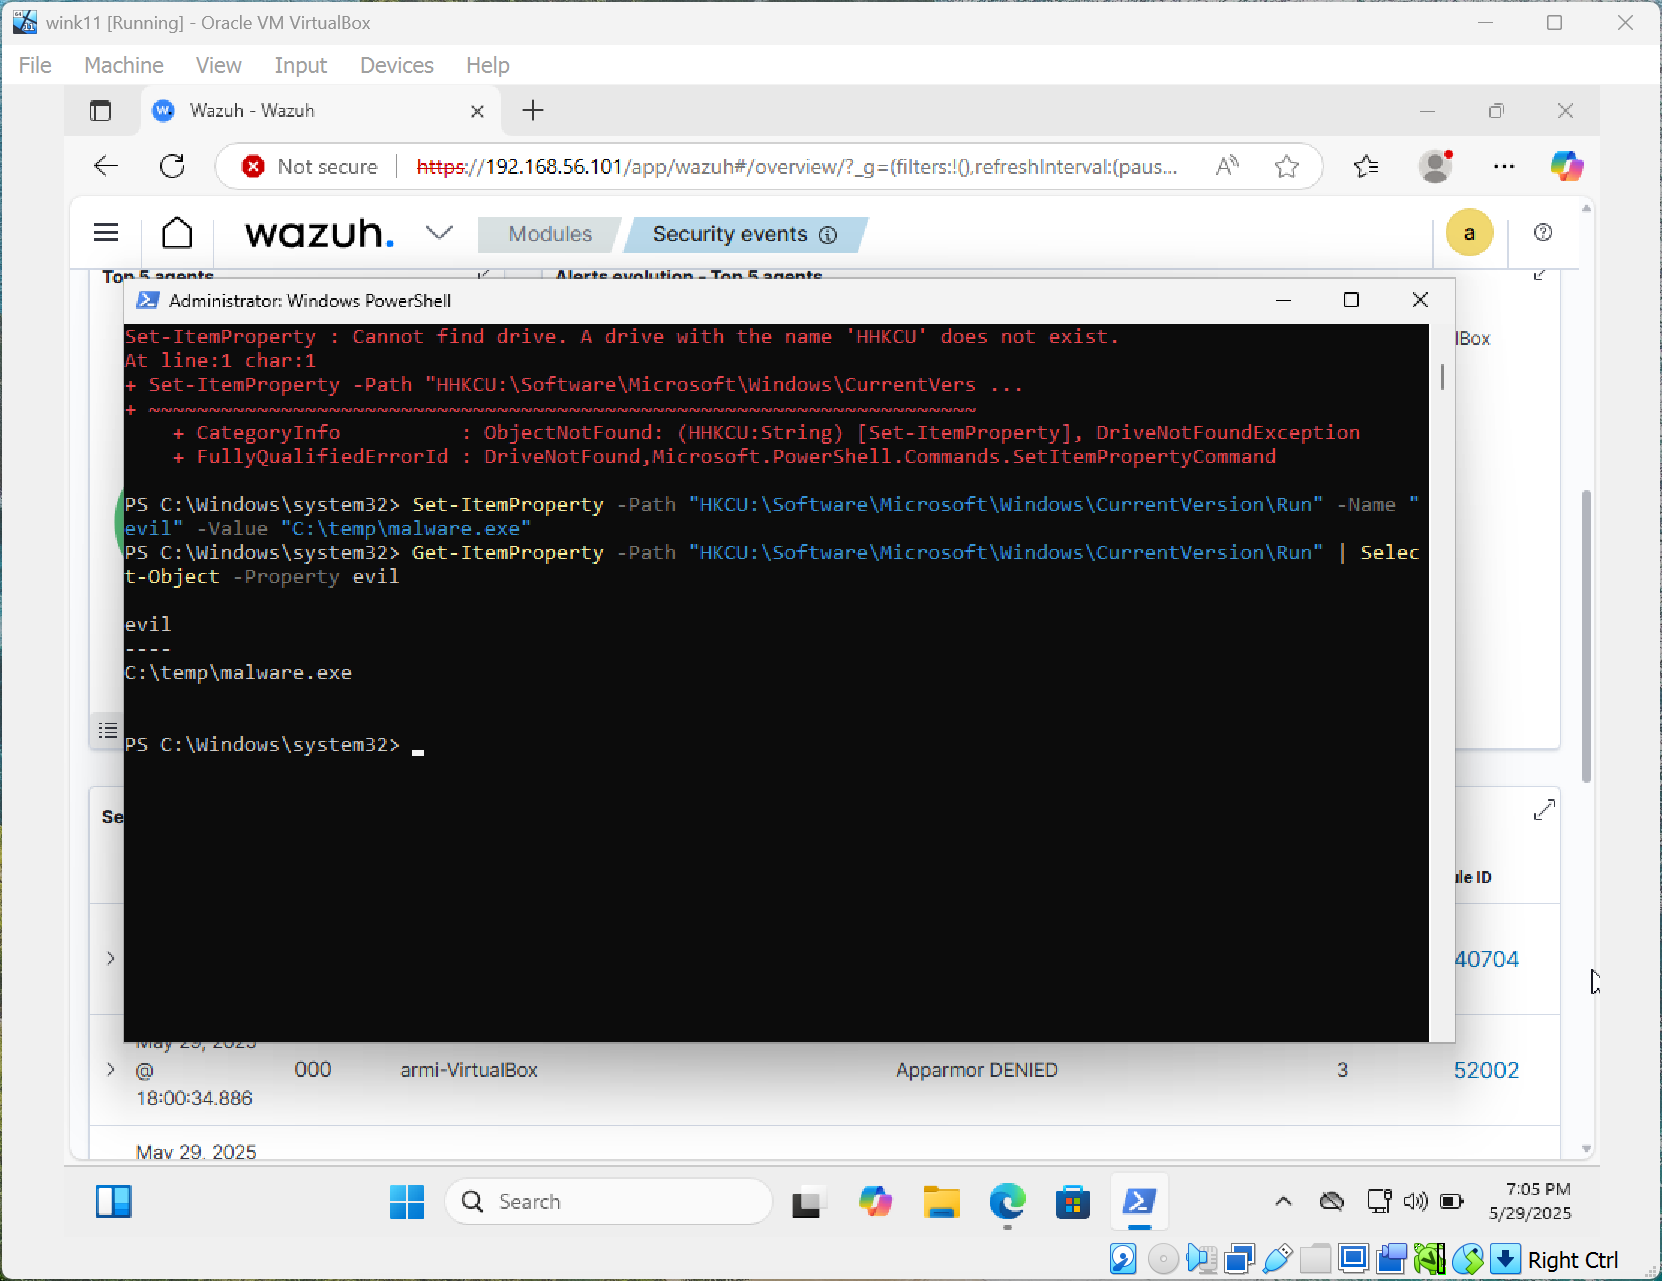 wink11 [Running] - Oracle VM VirtualBox
File Machine View Input Devices Help
Wazuh - Wazuh
Not secure https://192.168.56.101/app/wazuh#/overview/?_g=(filters:!(),refreshInterval:(paus...
wazuh. Modules Security events a
Top 5 agents Alerts evolution - Top 5 agents
Administrator: Windows PowerShell
lBox
Set-ItemProperty : Cannot find drive. A drive with the name 'HHKCU' does not exist.
At line:1 char:1
+ Set-ItemProperty -Path "HHKCU:\Software\Microsoft\Windows\CurrentVers ...
+ ~~~~~~~~~~~~~~~~~~~~~~~~~~~~~~~~~~~~~~~~~~~~~~~~~~~~~~~~~~~~~~~~~~~~~
+ CategoryInfo : ObjectNotFound: (HHKCU:String) [Set-ItemProperty], DriveNotFoundException
+ FullyQualifiedErrorId : DriveNotFound,Microsoft.PowerShell.Commands.SetItemPropertyCommand
PS C:\Windows\system32> Set-ItemProperty -Path "HKCU:\Software\Microsoft\Windows\CurrentVersion\Run" -Name "
evil" -Value "C:\temp\malware.exe"
PS C:\Windows\system32> Get-ItemProperty -Path "HKCU:\Software\Microsoft\Windows\CurrentVersion\Run" | Selec
t-Object -Property evil
evil
----
C:\temp\malware.exe
PS C:\Windows\system32>
Se
ule ID
40704
May 29, 2025
@ 000 armi-VirtualBox Apparmor DENIED 3 52002
18:00:34.886
May 29, 2025
Search
7:05 PM
5/29/2025
Right Ctrl